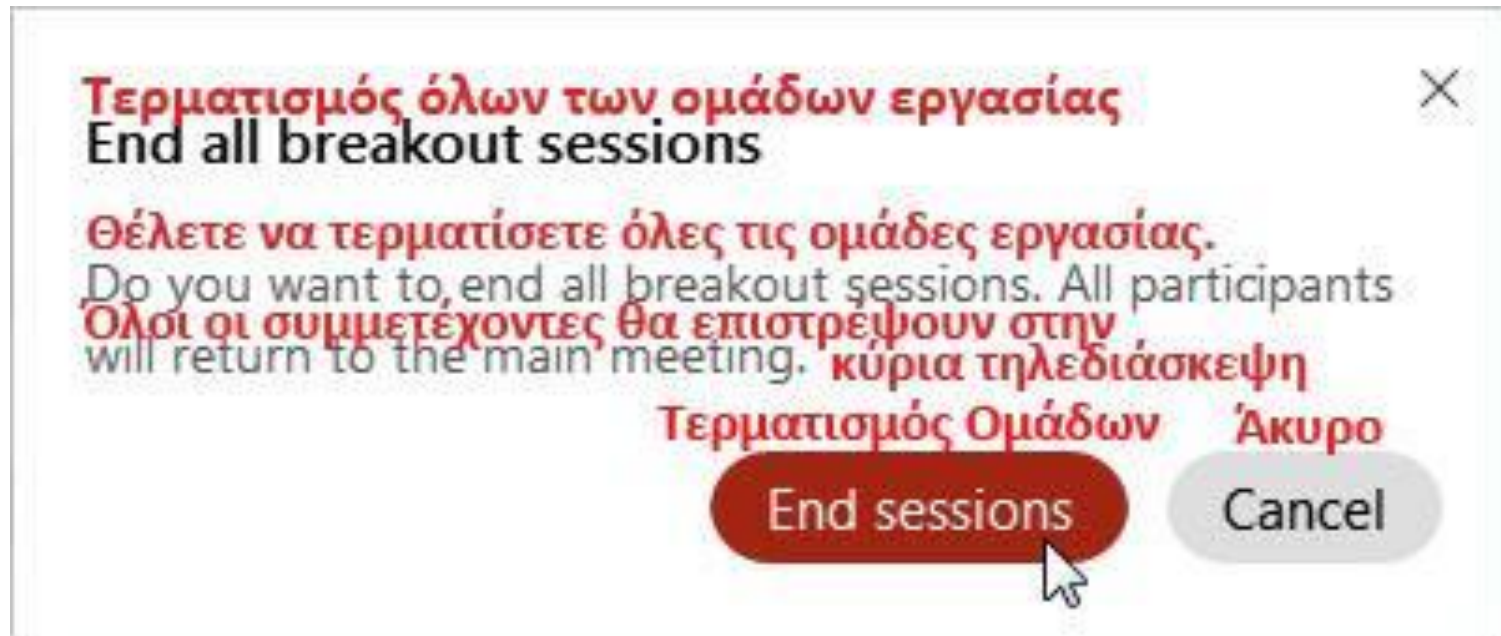 Τερματισμός όλων των ομάδων εργασίας
End all breakout sessions
Θέλετε να τερματίσετε όλες τις ομάδες εργασίας.
Do you want to end all breakout sessions. All participants
Όλοι οι συμμετέχοντες θα επιστρέψουν στην
will return to the main meeting.
κύρια τηλεδιάσκεψη
Τερματισμός Ομάδων Άκυρο
End sessions Cancel